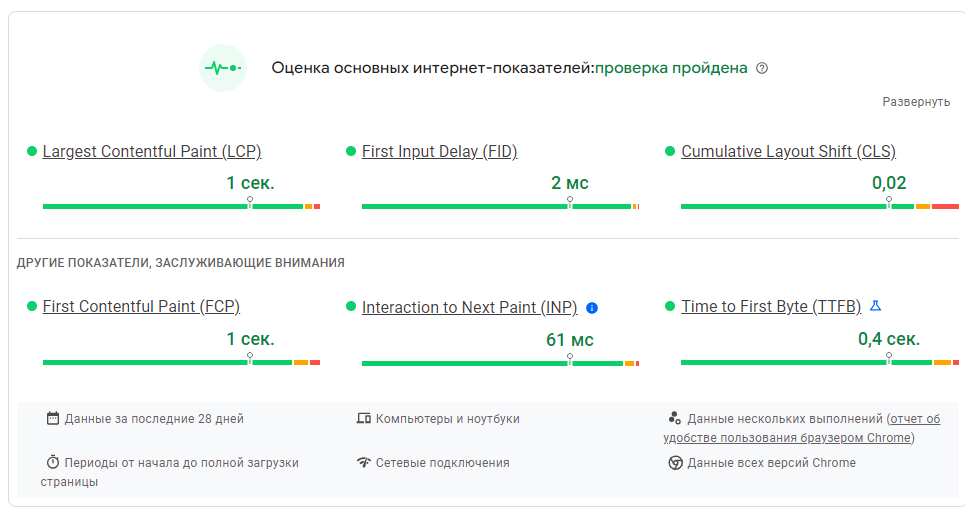 Оценка основных интернет-показателей:проверка пройдена
Развернуть
Largest Contentful Paint (LCP)
1 сек.
First Input Delay (FID)
2 мс
Cumulative Layout Shift (CLS)
0,02
ДРУГИЕ ПОКАЗАТЕЛИ, ЗАСЛУЖИВАЮЩИЕ ВНИМАНИЯ
First Contentful Paint (FCP)
1 сек.
Interaction to Next Paint (INP)
61 мс
Time to First Byte (TTFB)
0,4 сек.
Данные за последние 28 дней
Компьютеры и ноутбуки
Данные нескольких выполнений (отчет об
удобстве пользования браузером Chrome)
Периоды от начала до полной загрузки
страницы
Сетевые подключения
Данные всех версий Chrome